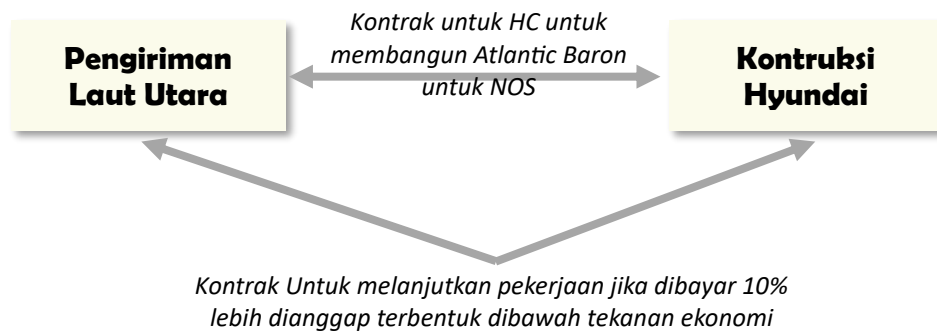 Kontrak untuk HC untuk
membangun Atlantic Baron
untuk NOS
Pengiriman
Laut Utara
Kontruksi
Hyundai
Kontrak Untuk melanjutkan pekerjaan jika dibayar 10%
lebih dianggap terbentuk dibawah tekanan ekonomi